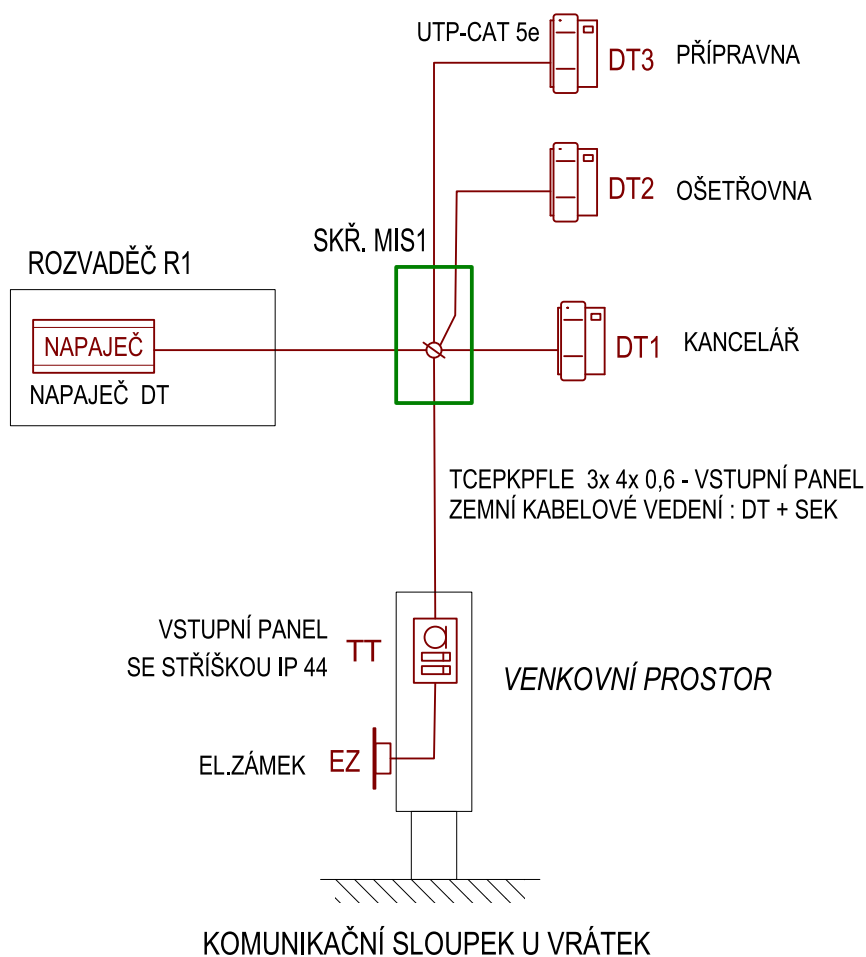 UTP-CAT 5e
DT3 PŘÍPRAVNA
DT2 OŠETŘOVNA
SKŘ. MIS1
ROZVADĚČ R1
NAPAJEČ
DT1 KANCELÁŘ
NAPAJEČ DT
TCEPKPFLE 3x 4x 0,6 - VSTUPNÍ PANEL
ZEMNÍ KABELOVÉ VEDENÍ : DT + SEK
VSTUPNÍ PANEL
SE STŘÍŠKOU IP 44
TT
VENKOVNÍ PROSTOR
EL.ZÁMEK EZ
KOMUNIKAČNÍ SLOUPEK U VRÁTEK